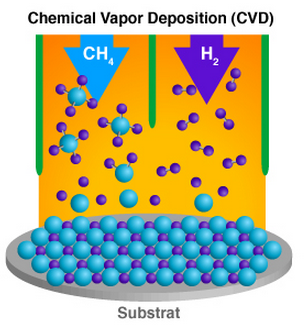 Chemical Vapor Deposition (CVD)
CH₄
H₂
Substrat